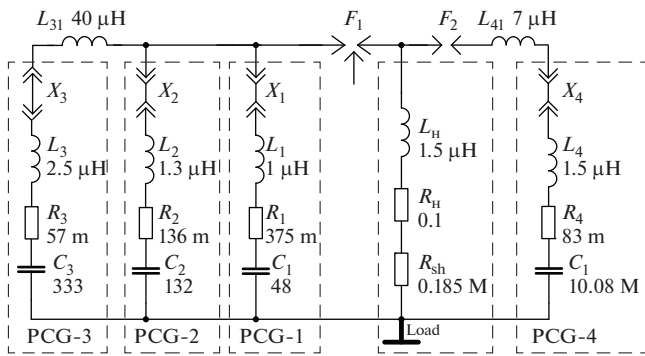 L31 40 μH
F1
F2
L41 7 μH
X3
X2
X1
X4
L3
2.5 μH
L2
1.3 μH
L1
1 μH
LH
1.5 μH
L4
1.5 μH
R3
57 m
R2
136 m
R1
375 m
RH
0.1
R4
83 m
C3
333
C2
132
C1
48
Rsh
0.185 M
C1
10.08 M
PCG-3
PCG-2
PCG-1
Load
PCG-4